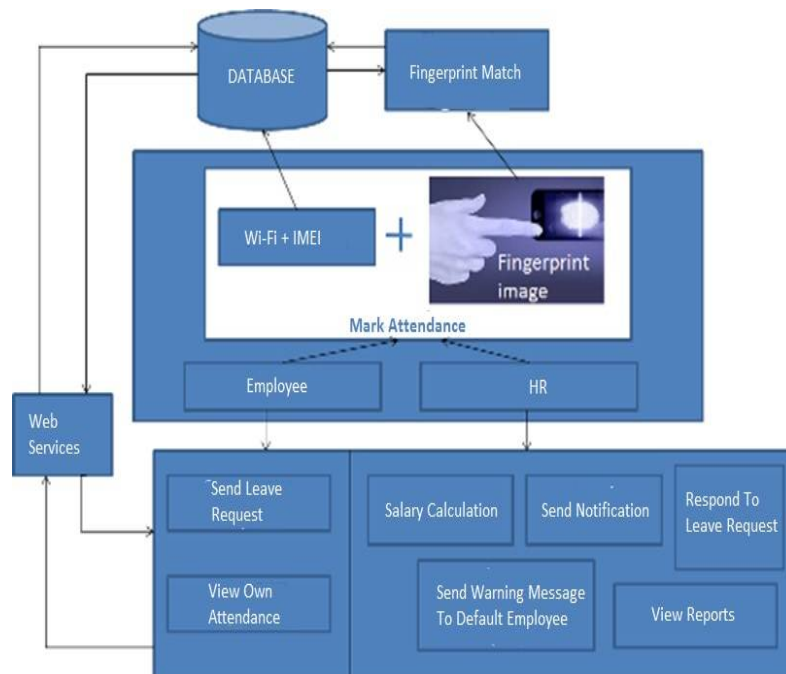 DATABASE
Fingerprint Match
Wi-Fi + IMEI
+
Fingerprint
image
Mark Attendance
Employee
HR
Web
Services
Send Leave
Request
Salary Calculation
Send Notification
Respond To
Leave Request
View Own
Attendance
Send Warning Message
To Default Employee
View Reports